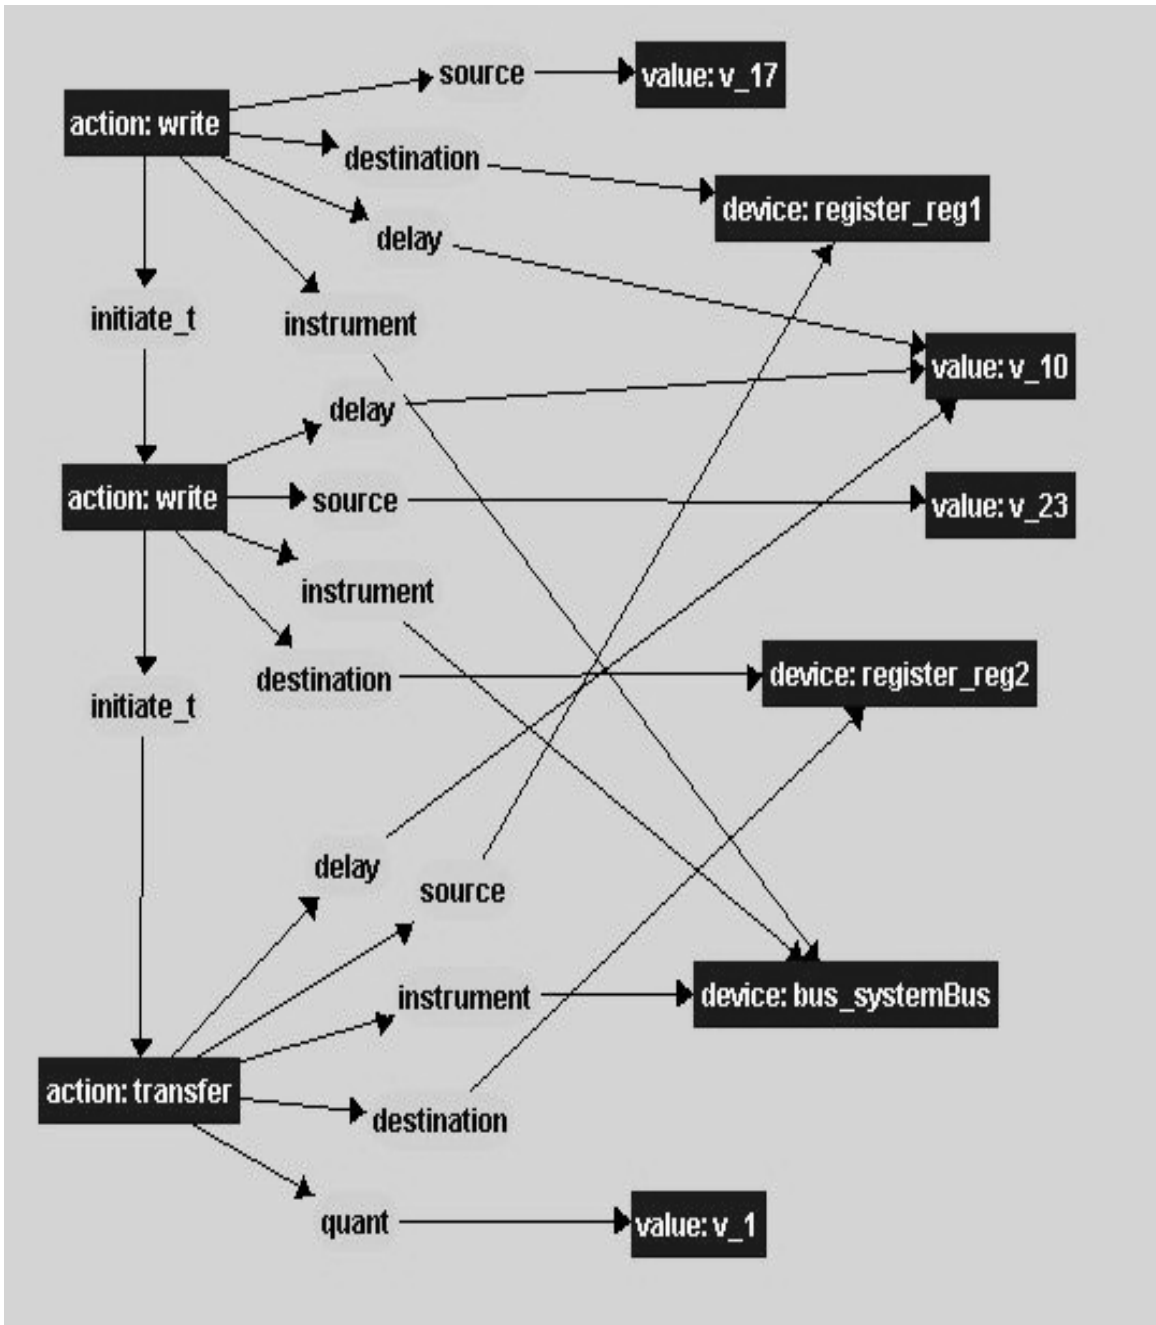 source
value: v_17
action: write
destination
device: register_reg1
delay
initiate_t
instrument
value: v_10
delay
action: write
source
value: v_23
instrument
destination
device: register_reg2
initiate_t
delay
source
instrument
device: bus_systemBus
action: transfer
destination
quant
value: v_1